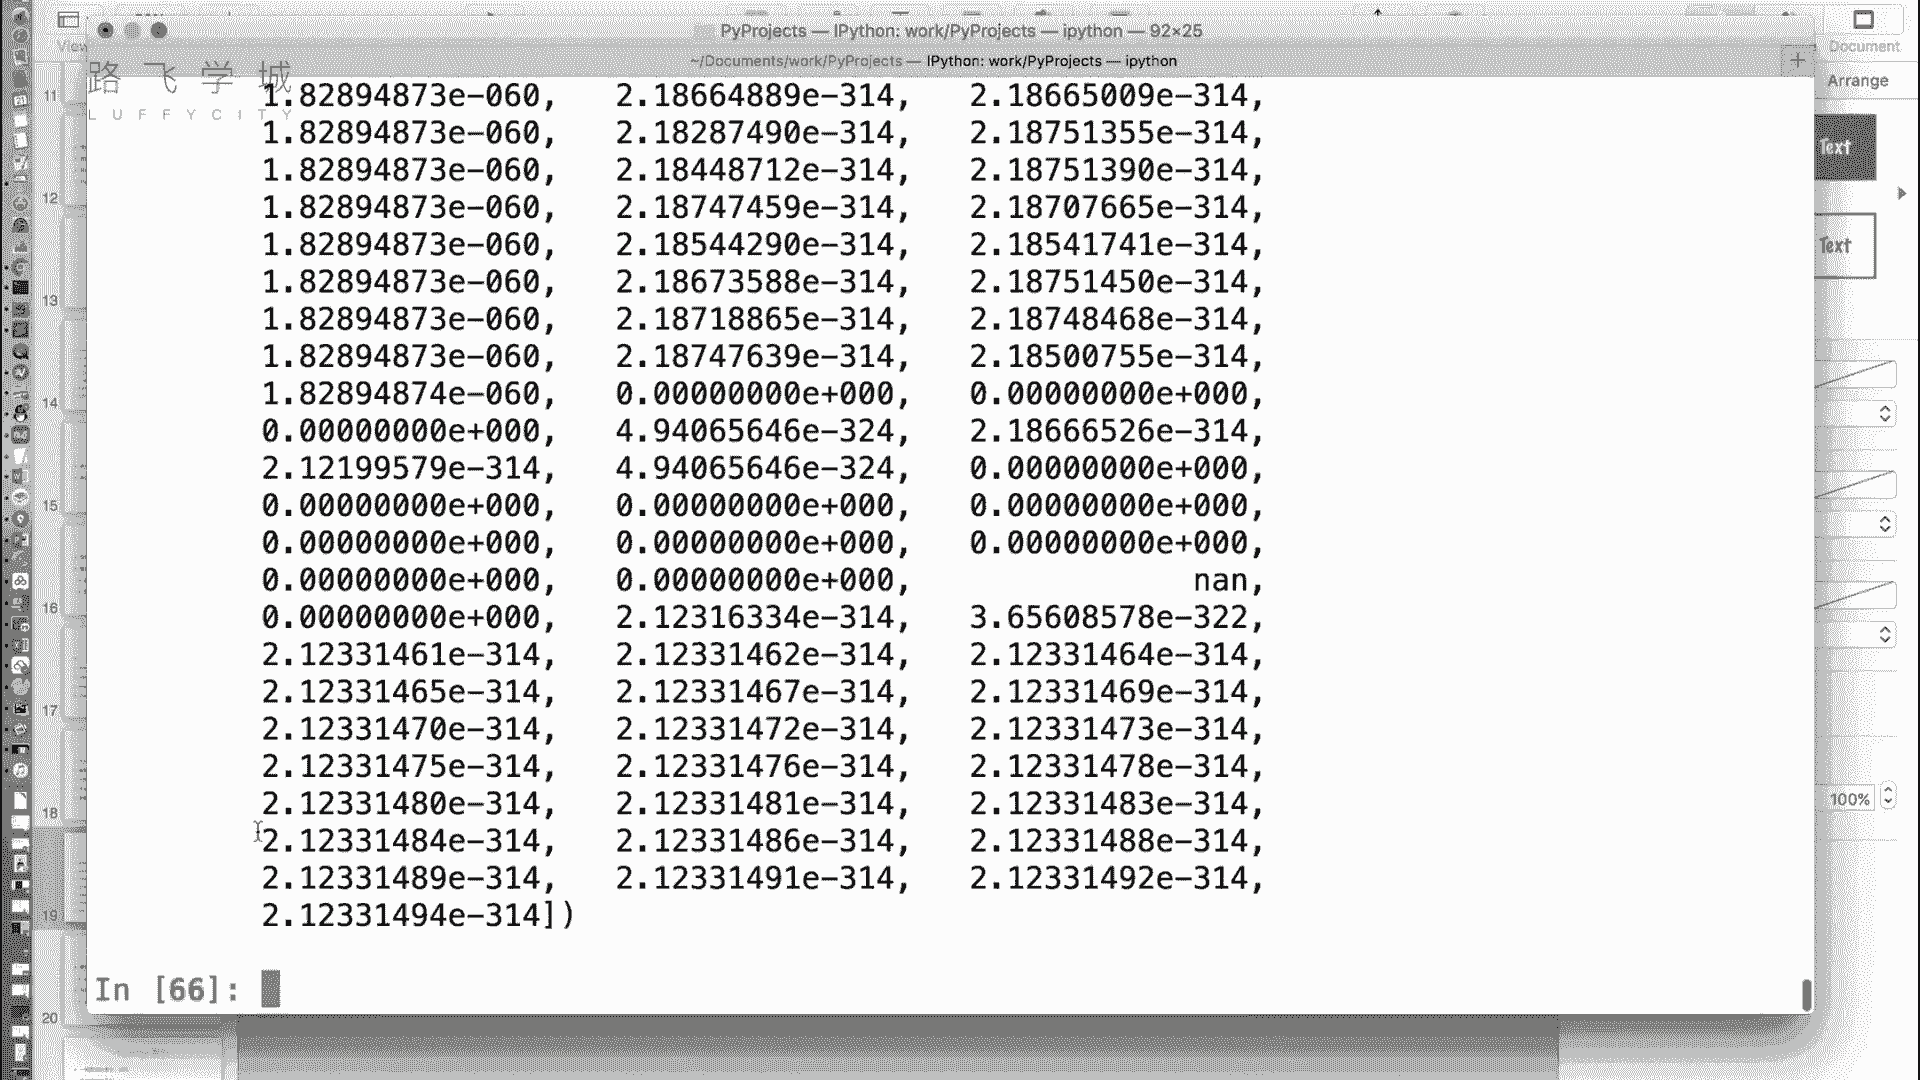 PyProjects — IPython: work/PyProjects — ipython — 92×25
~/Documents/work/PyProjects — IPython: work/PyProjects — ipython
View
Document
Arrange
路飞学城
LUFFYCITY
1.82894873e-060, 2.18664889e-314, 2.18665009e-314,
1.82894873e-060, 2.18287490e-314, 2.18751355e-314,
1.82894873e-060, 2.18448712e-314, 2.18751390e-314,
1.82894873e-060, 2.18747459e-314, 2.18707665e-314,
1.82894873e-060, 2.18544290e-314, 2.18541741e-314,
1.82894873e-060, 2.18673588e-314, 2.18751450e-314,
1.82894873e-060, 2.18718865e-314, 2.18748468e-314,
1.82894873e-060, 2.18747639e-314, 2.18500755e-314,
1.82894874e-060, 0.00000000e+000, 0.00000000e+000,
0.00000000e+000, 4.94065646e-324, 2.18666526e-314,
2.12199579e-314, 4.94065646e-324, 0.00000000e+000,
0.00000000e+000, 0.00000000e+000, 0.00000000e+000,
0.00000000e+000, 0.00000000e+000, 0.00000000e+000,
0.00000000e+000, 0.00000000e+000, nan,
0.00000000e+000, 2.12316334e-314, 3.65608578e-322,
2.12331461e-314, 2.12331462e-314, 2.12331464e-314,
2.12331465e-314, 2.12331467e-314, 2.12331469e-314,
2.12331470e-314, 2.12331472e-314, 2.12331473e-314,
2.12331475e-314, 2.12331476e-314, 2.12331478e-314,
2.12331480e-314, 2.12331481e-314, 2.12331483e-314,
2.12331484e-314, 2.12331486e-314, 2.12331488e-314,
2.12331489e-314, 2.12331491e-314, 2.12331492e-314,
2.12331494e-314])
In [66]:
11
12
13
14
15
16
17
18
19
20
Text
Text
100%